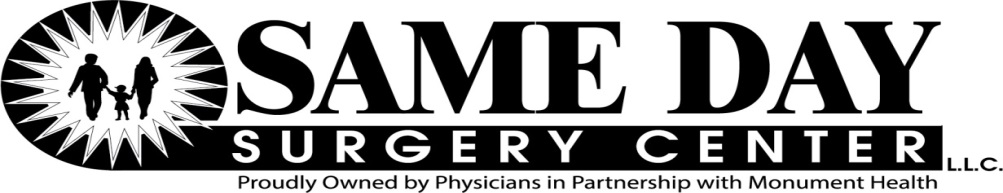 SAME DAY
SURGERY CENTER L.L.C.
Proudly Owned by Physicians in Partnership with Monument Health